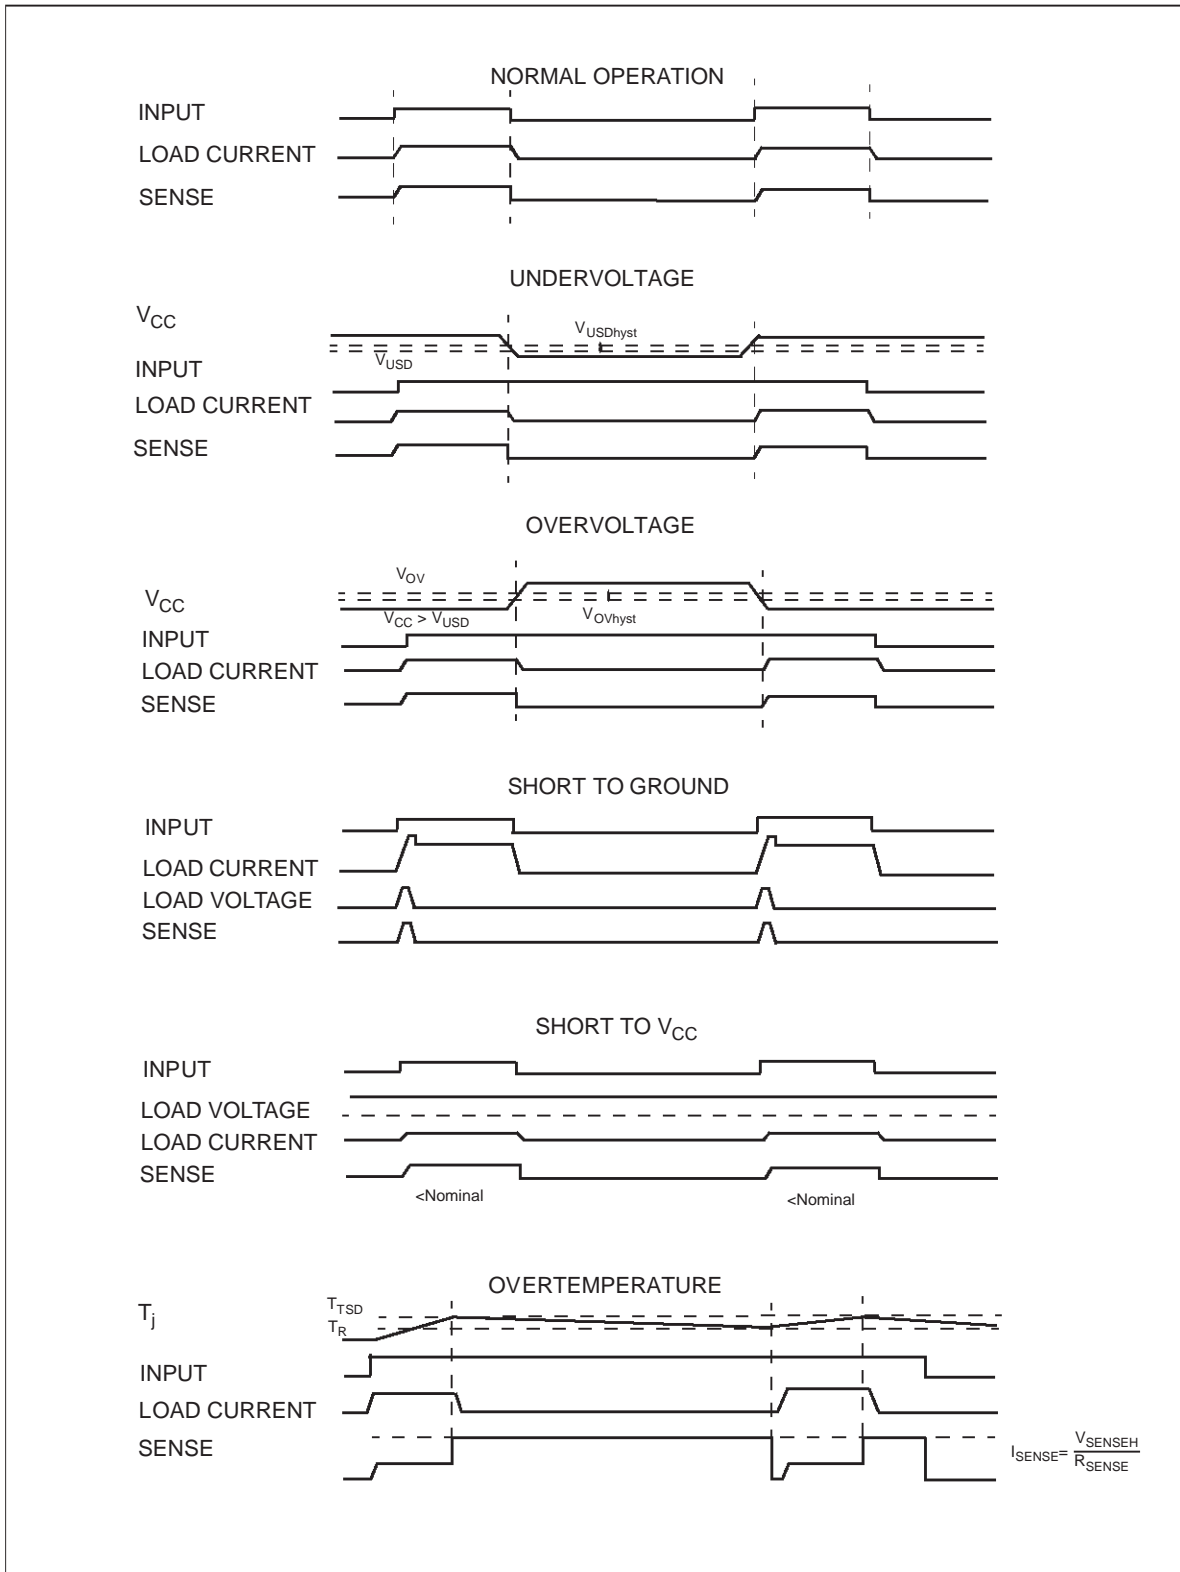 NORMAL OPERATION
INPUT
LOAD CURRENT
SENSE
UNDERVOLTAGE
VCC
VUSDhyst
VUSD
INPUT
LOAD CURRENT
SENSE
OVERVOLTAGE
VOV
VCC
VCC > VUSD
VOVhyst
INPUT
LOAD CURRENT
SENSE
SHORT TO GROUND
INPUT
LOAD CURRENT
LOAD VOLTAGE
SENSE
SHORT TO VCC
INPUT
LOAD VOLTAGE
LOAD CURRENT
SENSE
<Nominal
<Nominal
OVERTEMPERATURE
Tj
TTSD
TR
INPUT
LOAD CURRENT
SENSE
ISENSE= VSENSEH
RSENSE